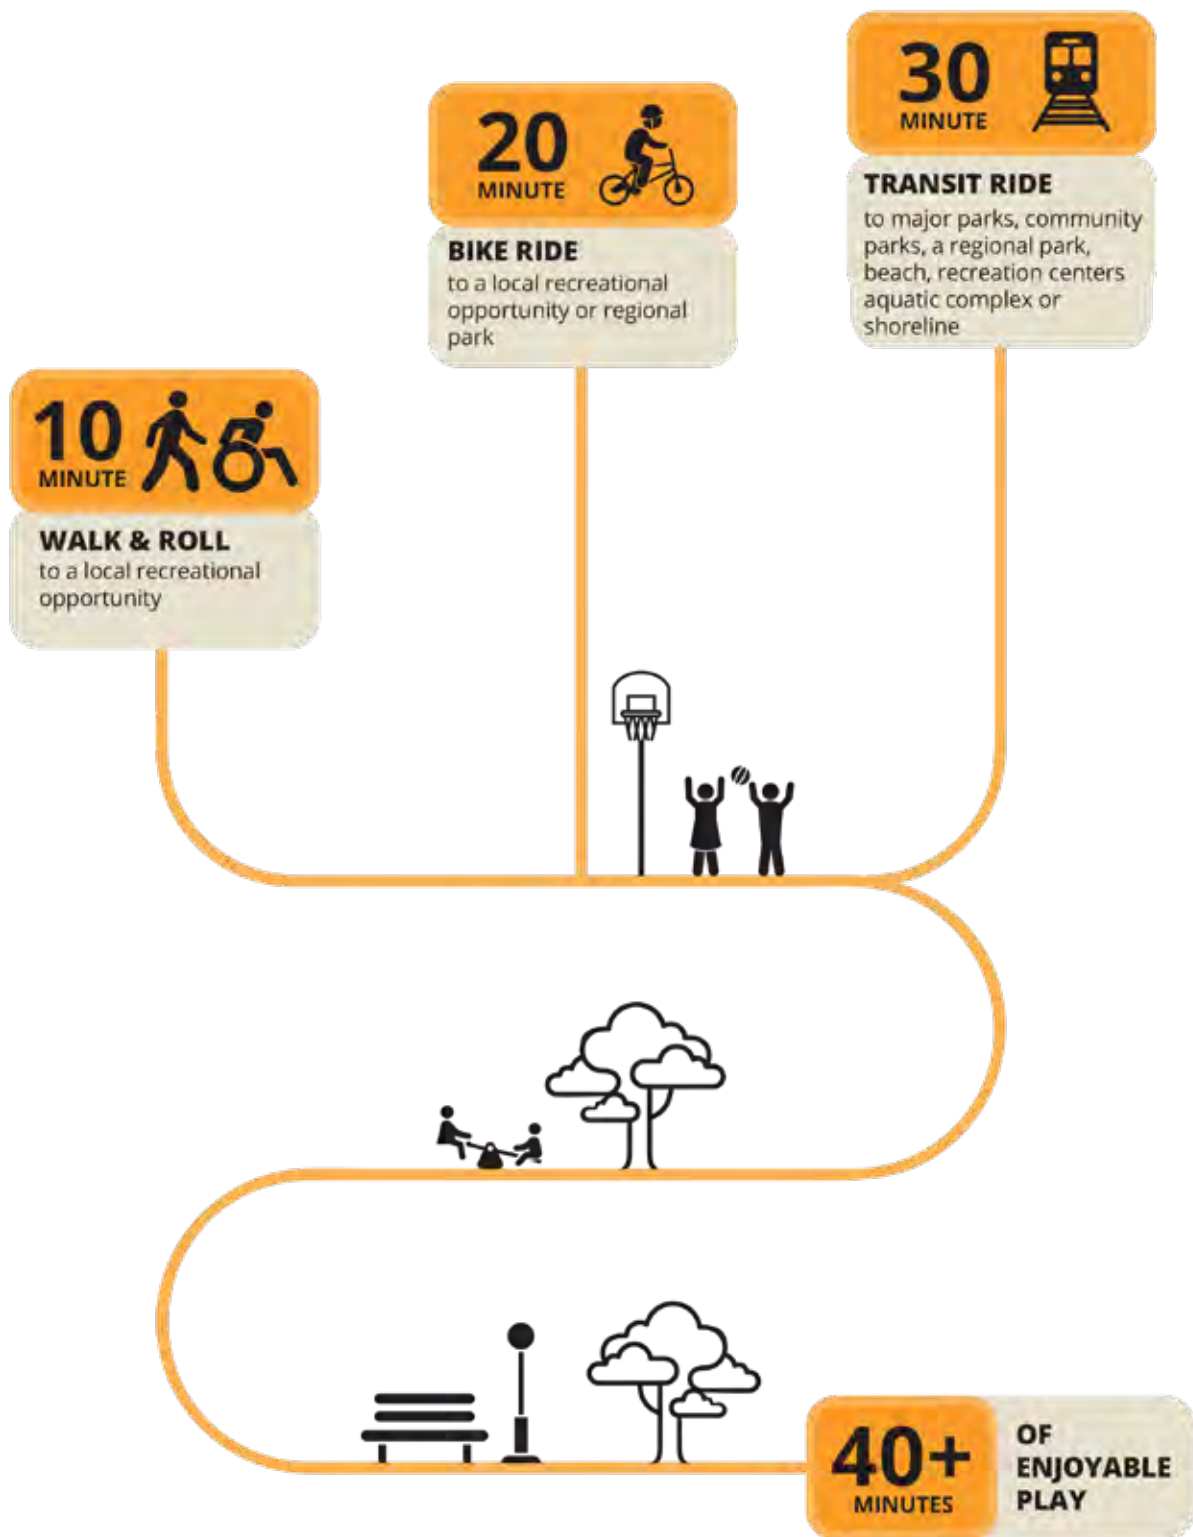 10
MINUTE
WALK & ROLL
to a local recreational
opportunity
20
MINUTE
BIKE RIDE
to a local recreational
opportunity or regional
park
30
MINUTE
TRANSIT RIDE
to major parks, community
parks, a regional park,
beach, recreation centers
aquatic complex or
shoreline
40+
MINUTES
OF
ENJOYABLE
PLAY